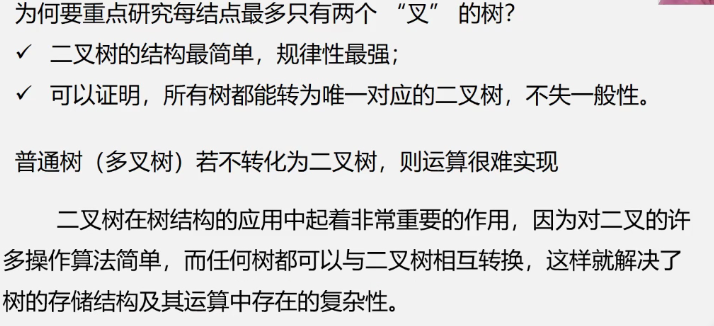 为何要重点研究每结点最多只有两个 “叉” 的树？
✓ 二叉树的结构最简单，规律性最强；
✓ 可以证明，所有树都能转为唯一对应的二叉树，不失一般性。
普通树（多叉树）若不转化为二叉树，则运算很难实现
二叉树在树结构的应用中起着非常重要的作用，因为对二叉的许
多操作算法简单，而任何树都可以与二叉树相互转换，这样就解决了
树的存储结构及其运算中存在的复杂性。